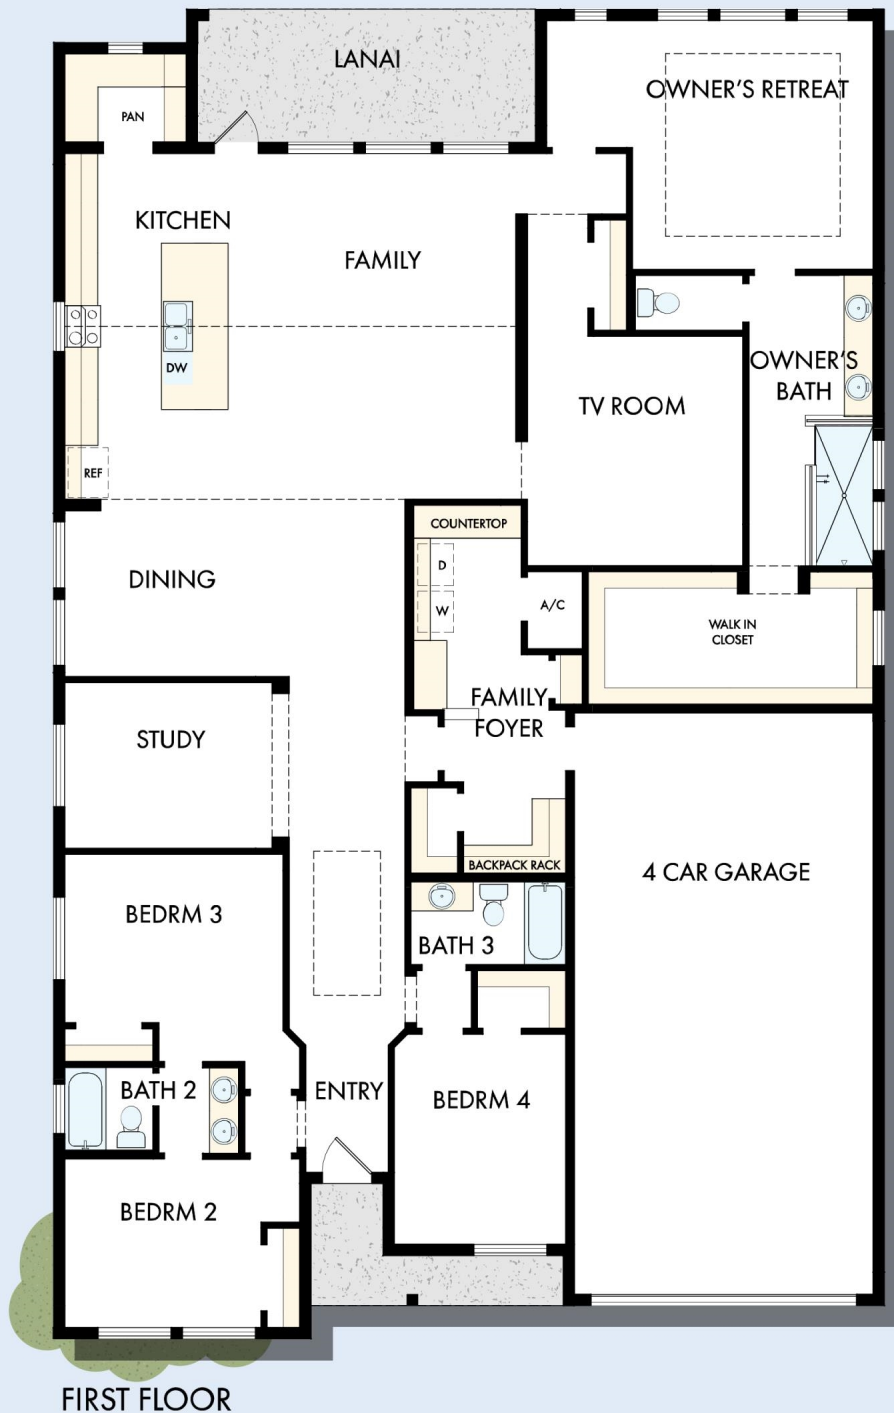 LANAI
OWNER'S RETREAT
PAN
KITCHEN
FAMILY
DW
OWNER'S
BATH
TV ROOM
REF
COUNTERTOP
D
DINING
W
A/C
WALK IN
CLOSET
FAMILY
FOYER
STUDY
BACKPACK RACK
4 CAR GARAGE
BEDRM 3
BATH 3
BATH 2
ENTRY
BEDRM 4
BEDRM 2
FIRST FLOOR